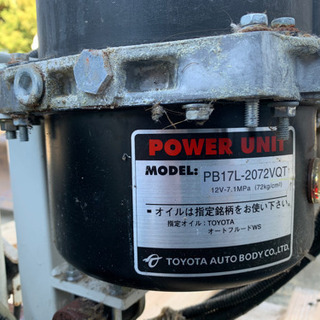 POWER UNIT
MODEL: PB17L-2072VQT
12V-7.1MPa (72kg/cm²)
●オイルは指定銘柄をお使い下さい。
指定オイル:TOYOTA
オートフルードWS
TOYOTA AUTO BODY CO.,LTD.